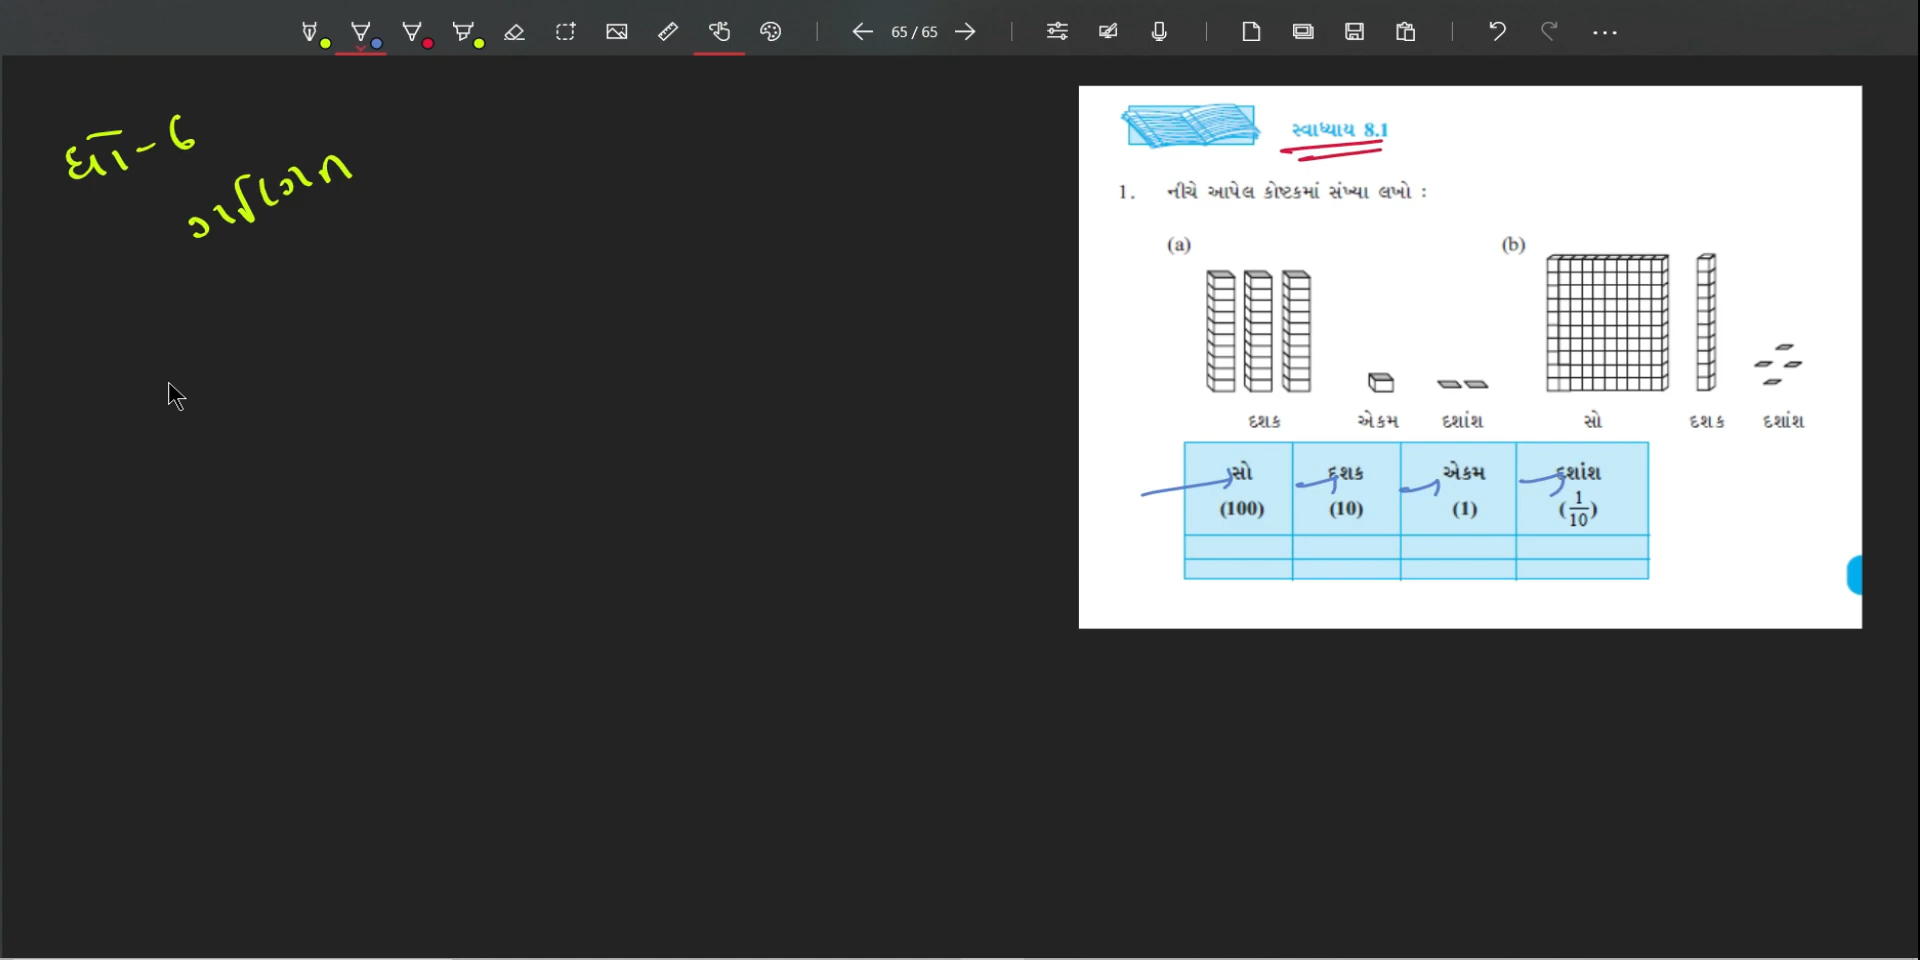 65 / 65
ધો - 6
ગણિત
સ્વાધ્યાય 8.1
1. નીચે આપેલ કોષ્ટકમાં સંખ્યા લખો :
(a) (b)
દશક એકમ દશાંશ સો દશક દશાંશ
સો દશક એકમ દશાંશ
(100) (10) (1) (1/10)